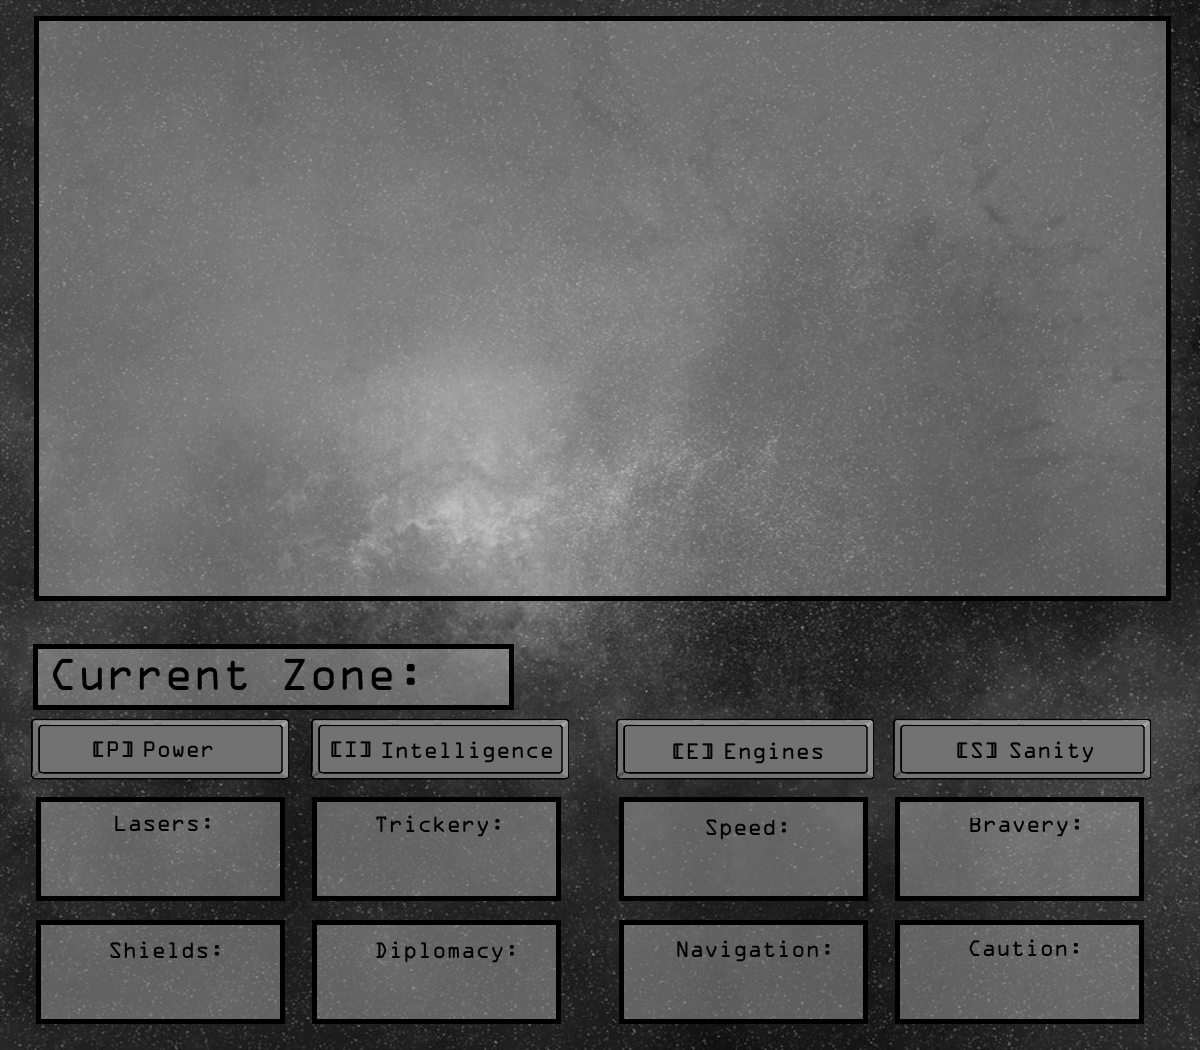 Current Zone:
[P] Power
[I] Intelligence
[E] Engines
[S] Sanity
Lasers:
Trickery:
Speed:
Bravery:
Shields:
Diplomacy:
Navigation:
Caution: